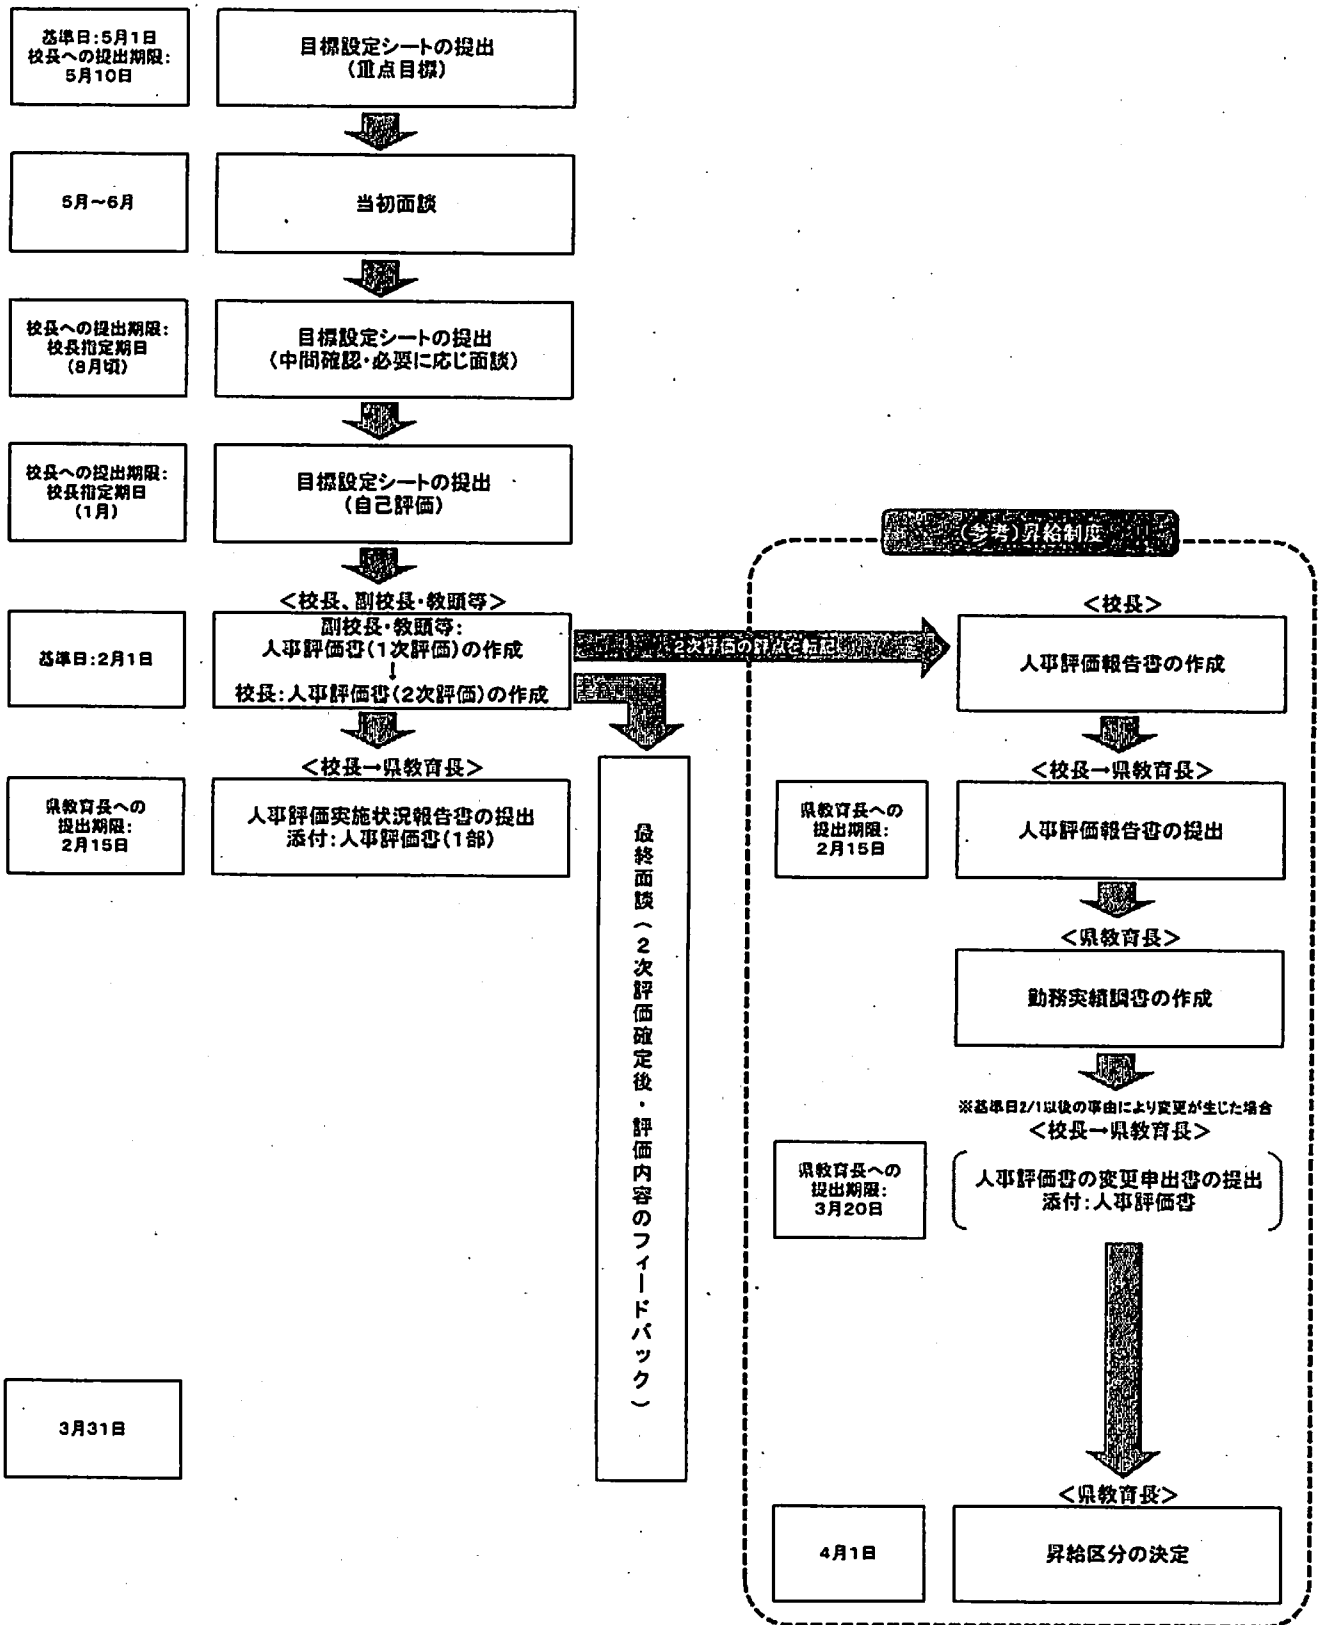 基準日:5月1日
校長への提出期限:
5月10日
目標設定シートの提出
(重点目標)
5月~6月
当初面談
校長への提出期限:
校長指定期日
(8月頃)
目標設定シートの提出
(中間確認・必要に応じ面談)
校長への提出期限:
校長指定期日
(1月)
目標設定シートの提出
(自己評価)
<校長、副校長・教頭等>
基準日:2月1日
副校長・教頭等:
人事評価書(1次評価)の作成
↓
校長:人事評価書(2次評価)の作成
<校長→県教育長>
県教育長への
提出期限:
2月15日
人事評価実施状況報告書の提出
添付:人事評価書(1部)
3月31日
2次評価の評点を転記
最終面談(2次評価確定後・評価内容のフィードバック)
(参考)昇給制度
<校長>
人事評価報告書の作成
<校長→県教育長>
県教育長への
提出期限:
2月15日
人事評価報告書の提出
<県教育長>
勤務実績調書の作成
※基準日2/1以後の事由により変更が生じた場合
<校長→県教育長>
県教育長への
提出期限:
3月20日
人事評価書の変更申出書の提出
添付:人事評価書
<県教育長>
4月1日
昇給区分の決定